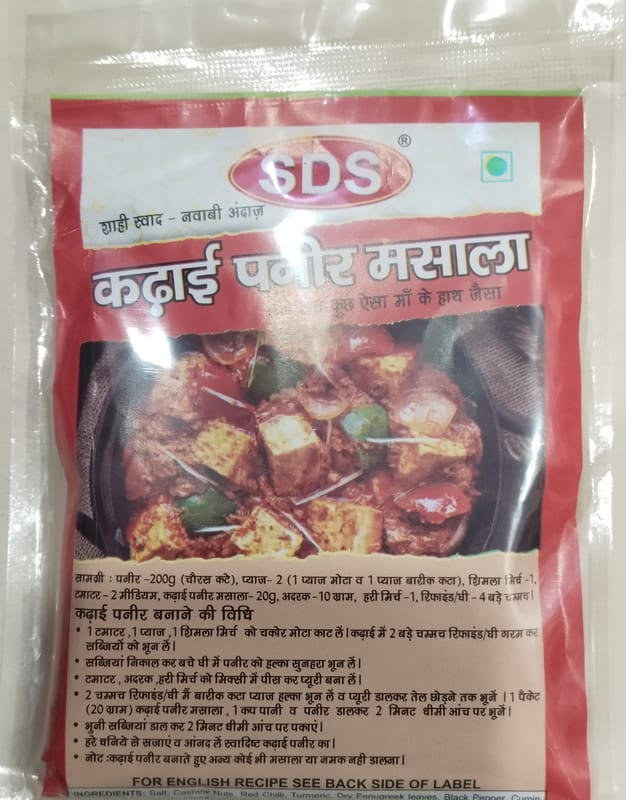 SDS ®
शाही स्वाद - नवाबी अंदाज़
कढ़ाई पनीर मसाला
कुछ ऐसा माँ के हाथ जैसा
सामग्री : पनीर -200g (चौरस कटे), प्याज- 2 (1 प्याज मोटा व 1 प्याज बारीक कटा), शिमला मिर्च -1,
टमाटर - 2 मीडियम, कढ़ाई पनीर मसाला- 20g, अदरक -10 ग्राम, हरी मिर्च -1, रिफाइंड/घी - 4 बड़े चम्मच।
कढ़ाई पनीर बनाने की विधि
• 1 टमाटर ,1 प्याज ,1 शिमला मिर्च को चकोर मोटा काट लें। कढ़ाई में 2 बड़े चम्मच रिफाइंड/घी गरम कर
सब्जियों को भून लें।
• सब्जियां निकाल कर बचे घी में पनीर को हल्का सुनहरा भून लें।
• टमाटर , अदरक ,हरी मिर्च को मिक्सी में पीस कर प्यूरी बना लें।
• 2 चम्मच रिफाइंड/घी में बारीक कटा प्याज हल्का भून लें व प्यूरी डालकर तेल छोड़ने तक भूनें । 1 पैकेट
(20 ग्राम) कढ़ाई पनीर मसाला , 1 कप पानी व पनीर डालकर 2 मिनट धीमी आंच पर भूनें।
• भुनी सब्जियां डाल कर 2 मिनट धीमी आंच पर पकाएं।
• हरे धनिये से सजाएं व आंनद लें स्वादिष्ट कढ़ाई पनीर का।
• नोट :कढ़ाई पनीर बनाते हुए अन्य कोई भी मसाला या नमक नही डालना।
FOR ENGLISH RECIPE SEE BACK SIDE OF LABEL
INGREDIENTS: Salt, Cashew Nuts, Red Chilli, Turmeric, Dry Fenugreek leaves, Black Pepper, Cumin